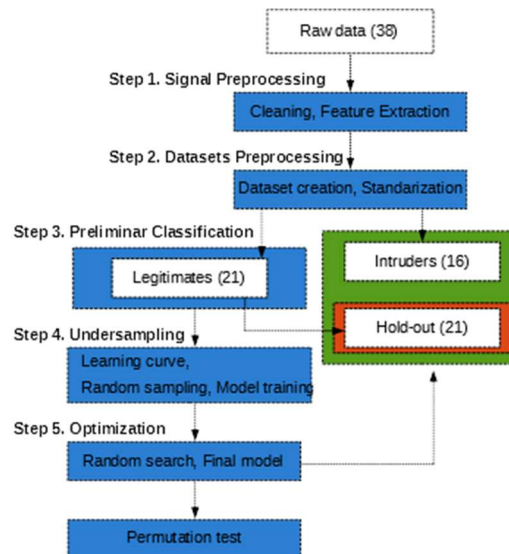 Raw data (38)
Step 1. Signal Preprocessing
Cleaning, Feature Extraction
Step 2. Datasets Preprocessing
Dataset creation, Standarization
Step 3. Preliminar Classification
Legitimates (21)
Intruders (16)
Hold-out (21)
Step 4. Undersampling
Learning curve,
Random sampling, Model training
Step 5. Optimization
Random search, Final model
Permutation test